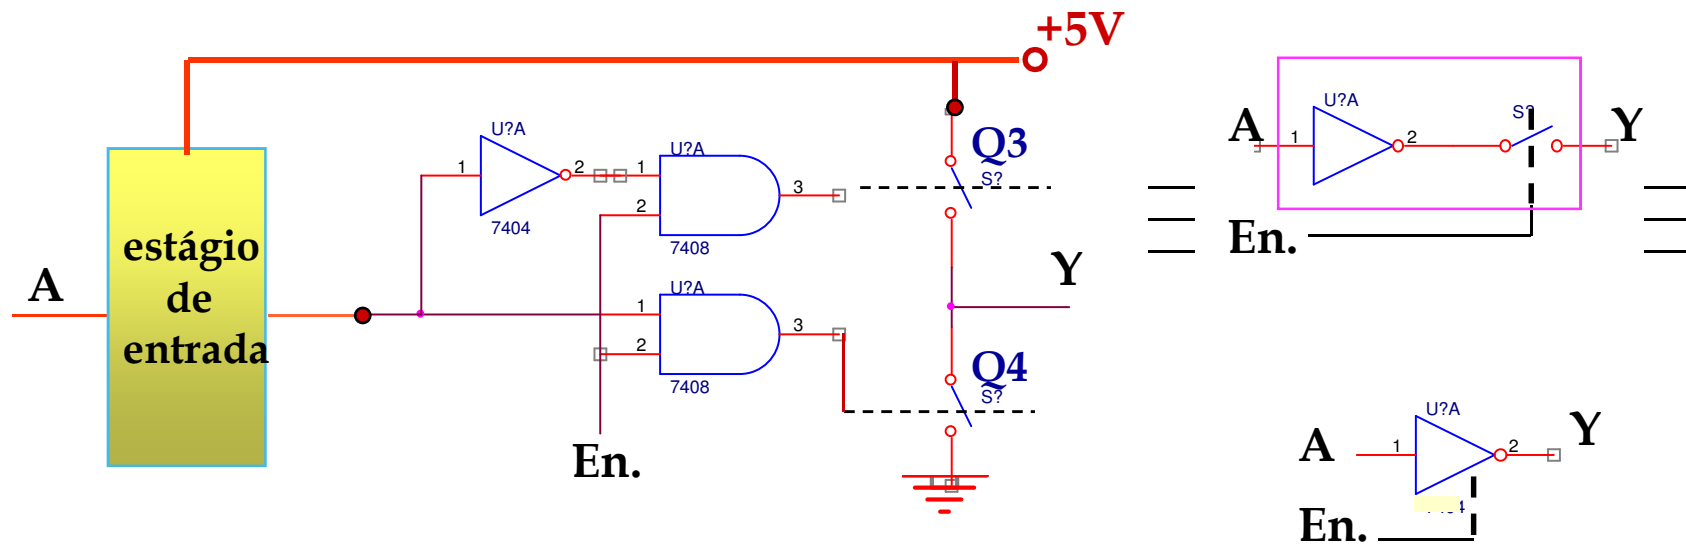 +5V
U?A
1
2
7404
U?A
1
2
3
7408
Q3
S?
estágio
de
entrada
A
U?A
1
2
3
7408
Y
Q4
S?
En.
U?A
S?
A
1
2
Y
En.
U?A
A
1
2
Y
En.